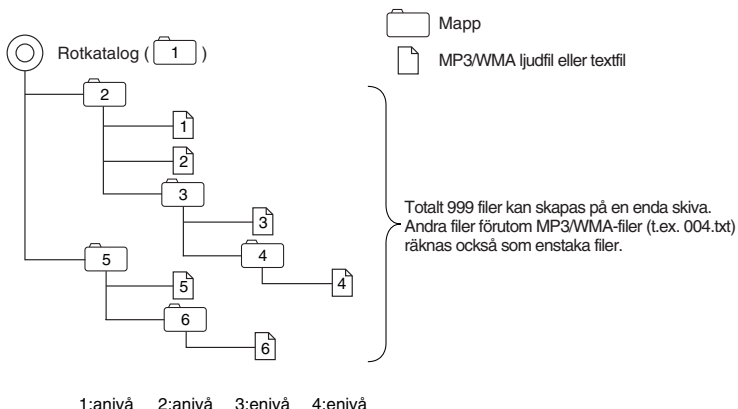 Mapp
Rotkatalog ( 1 )
MP3/WMA ljudfil eller textfil
2
1
2
3
3
4
4
5
5
6
6
Totalt 999 filer kan skapas på en enda skiva.
Andra filer förutom MP3/WMA-filer (t.ex. 004.txt)
räknas också som enstaka filer.
1:anivå 2:anivå 3:enivå 4:enivå